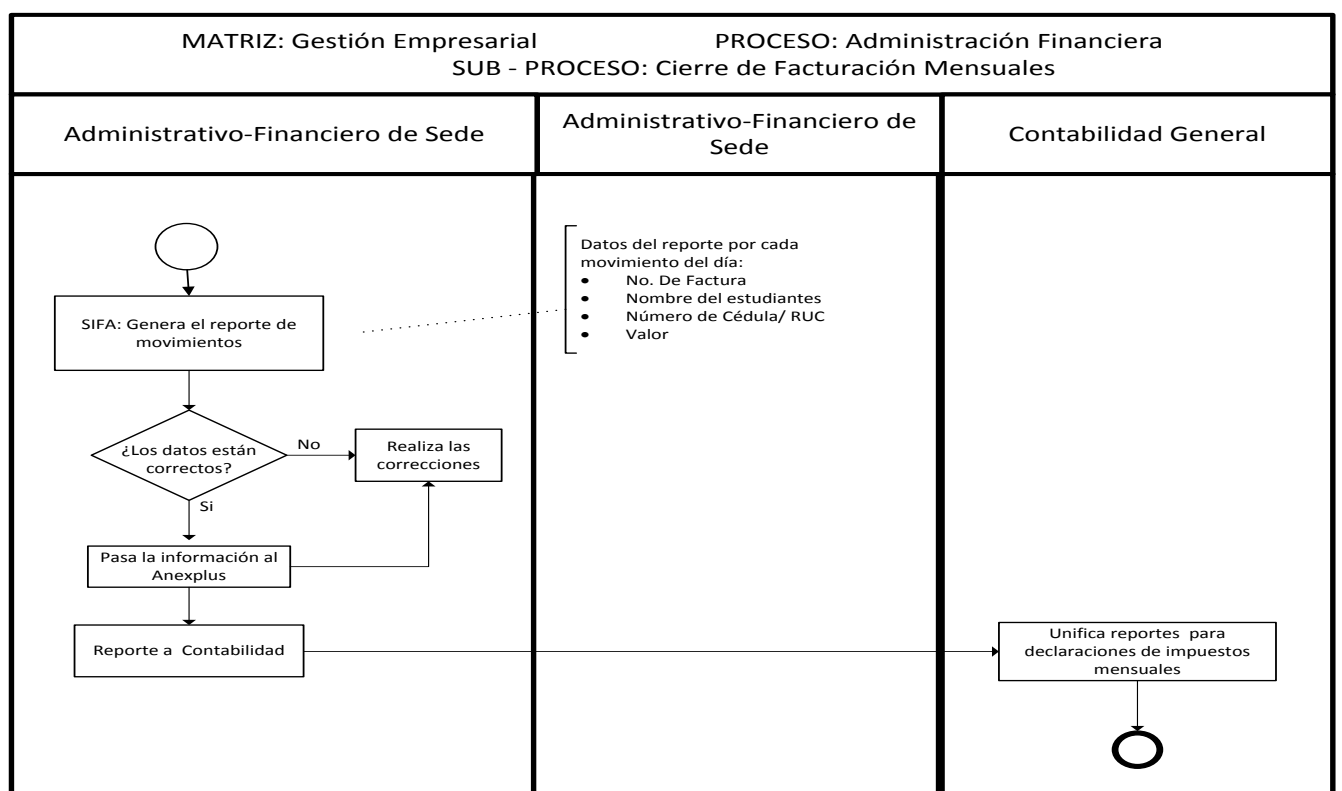 MATRIZ: Gestión Empresarial PROCESO: Administración Financiera
SUB - PROCESO: Cierre de Facturación Mensuales
Administrativo-Financiero de Sede
Administrativo-Financiero de
Sede
Contabilidad General
Datos del reporte por cada
movimiento del día:
• No. De Factura
• Nombre del estudiantes
• Número de Cédula/ RUC
• Valor
SIFA: Genera el reporte de
movimientos
¿Los datos están
correctos?
No
Realiza las
correcciones
Si
Pasa la información al
Anexplus
Reporte a Contabilidad
Unifica reportes para
declaraciones de impuestos
mensuales